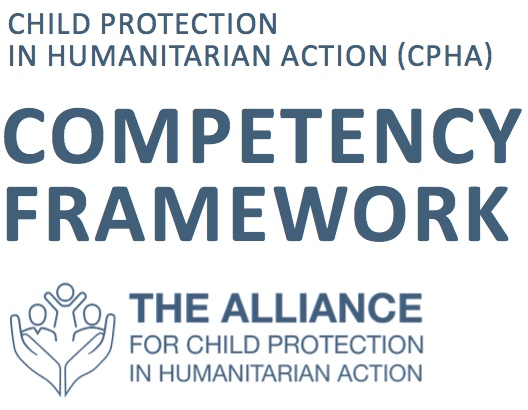 CHILD PROTECTION
IN HUMANITARIAN ACTION (CPHA)
COMPETENCY
FRAMEWORK
THE ALLIANCE
FOR CHILD PROTECTION
IN HUMANITARIAN ACTION